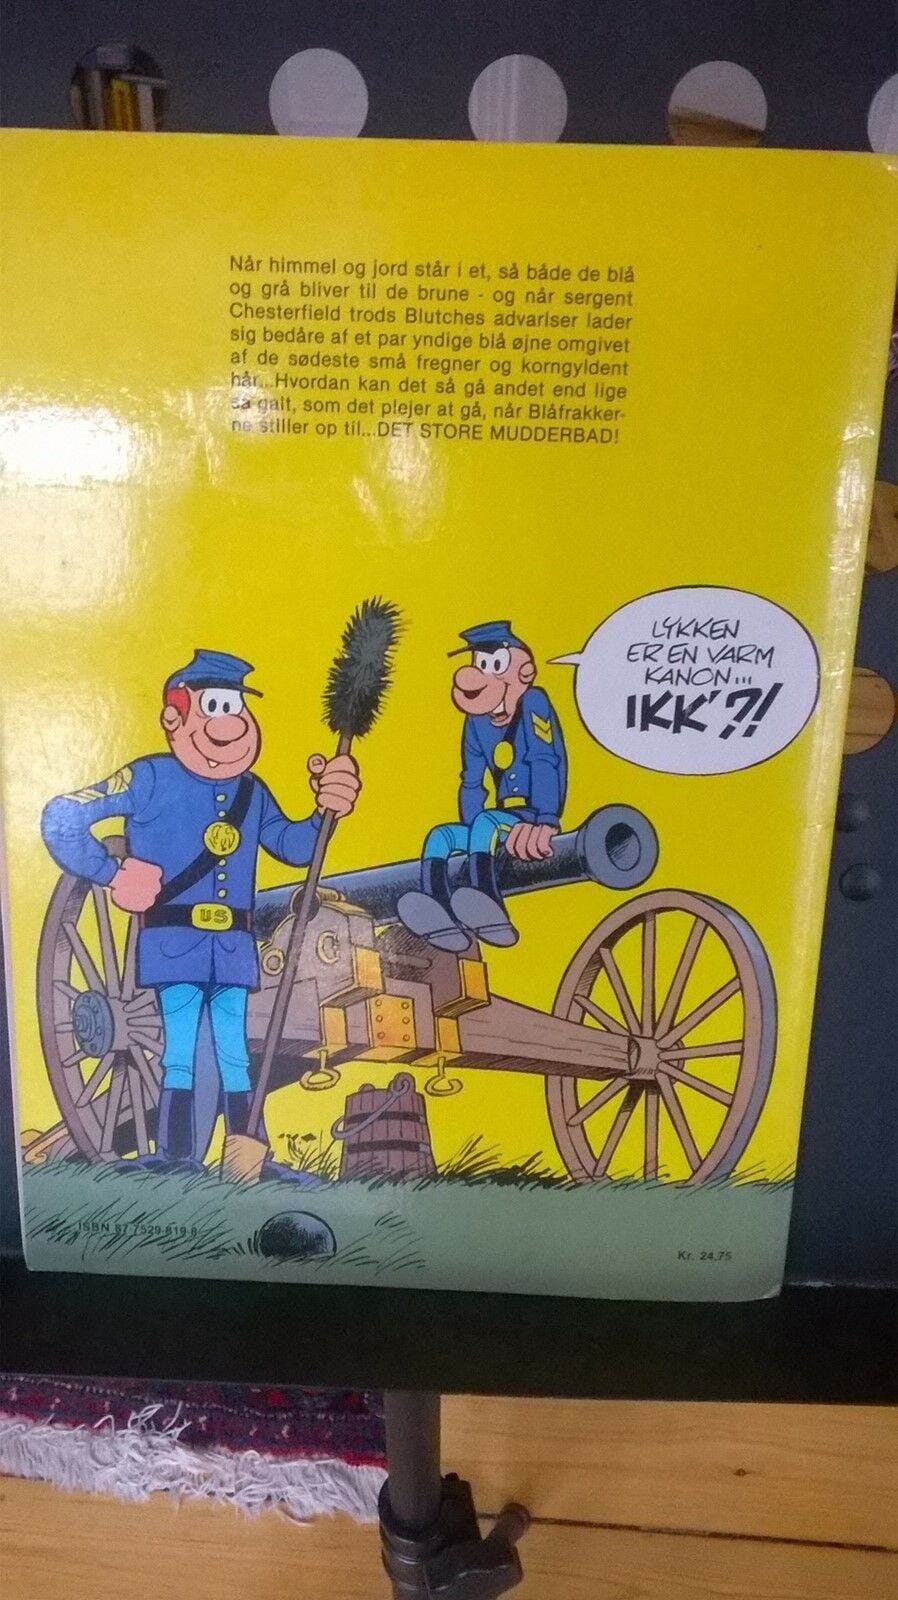 Når himmel og jord står i et, så både de blå
og grå bliver til de brune - og når sergent
Chesterfield trods Blutches advarlser lader
sig bedåre af et par yndige blå øjne omgivet
af de sødeste små fregner og korngyldent
hår...Hvordan kan det så gå andet end lige
så galt, som det plejer at gå, når Blåfrakker-
ne stiller op til...DET STORE MUDDERBAD!
LYKKEN
ER EN VARM
KANON...
IKK'?!
US
ISBN 87 7529 819 8
Kr. 24,75